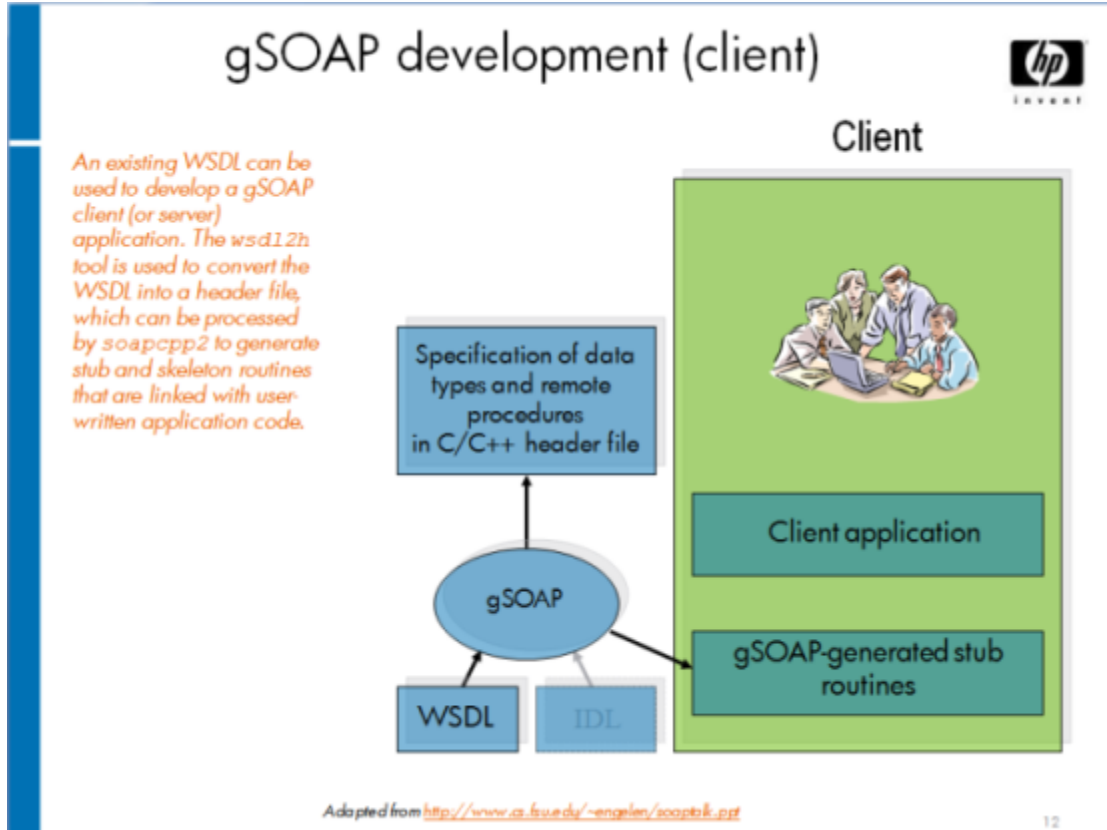 gSOAP development (client)
hp
invent
An existing WSDL can be
used to develop a gSOAP
client (or server)
application. The wsdl2h
tool is used to convert the
WSDL into a header file,
which can be processed
by soapcpp2 to generate
stub and skeleton routines
that are linked with user-
written application code.
Client
Specification of data
types and remote
procedures
in C/C++ header file
Client application
gSOAP
gSOAP-generated stub
routines
WSDL
IDL
Adapted from http://www.cs.fsu.edu/~engelen/soaptalk.ppt
12